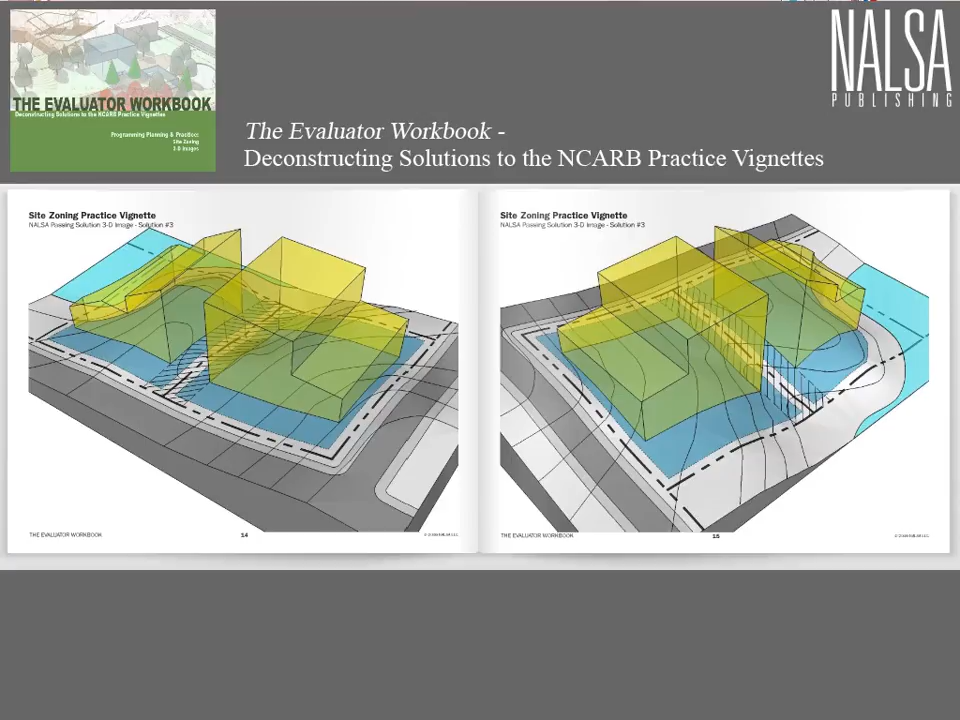 THE EVALUATOR WORKBOOK
Deconstructing Solutions to the NCARB Practice Vignettes
Programming Planning & Practice:
Site Zoning
3-D Images
NALSA
PUBLISHING
The Evaluator Workbook -
Deconstructing Solutions to the NCARB Practice Vignettes
Site Zoning Practice Vignette
NALSA Passing Solution 3-D Image - Solution #3
THE EVALUATOR WORKBOOK
14
Site Zoning Practice Vignette
NALSA Passing Solution 3-D Image - Solution #3
THE EVALUATOR WORKBOOK
15